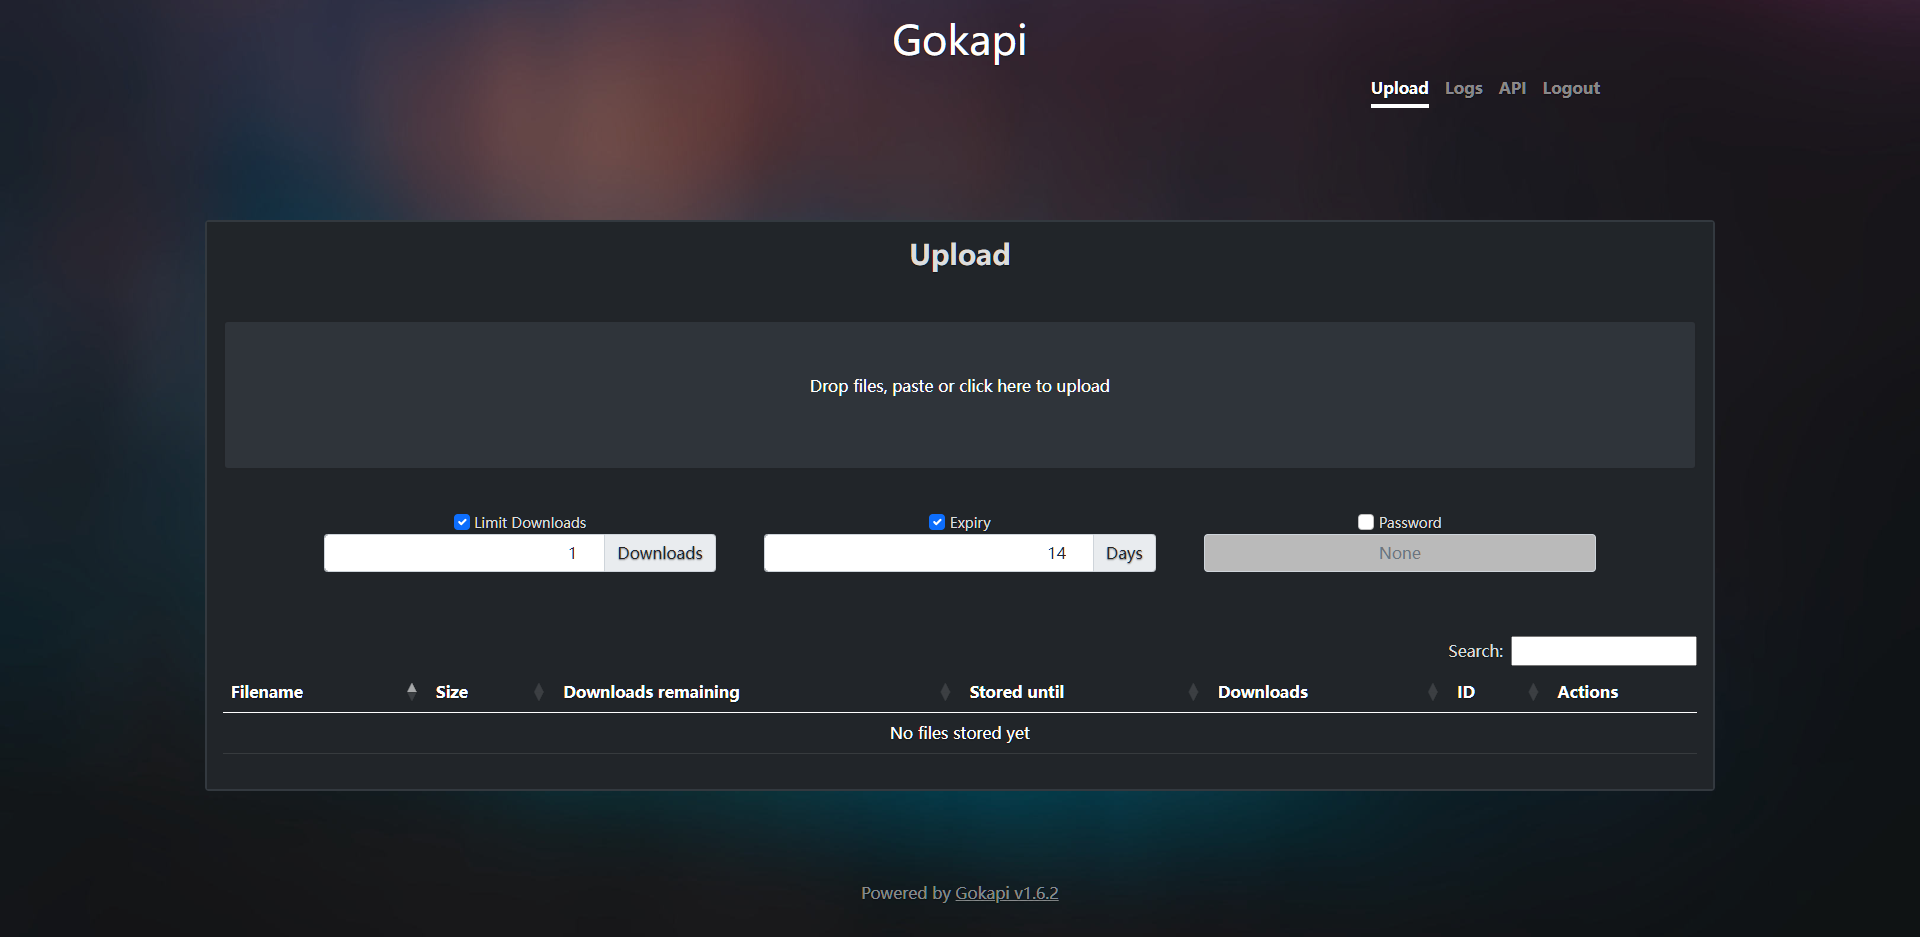 Gokapi
Upload Logs API Logout
Upload
Drop files, paste or click here to upload
Limit Downloads Expiry Password
1 Downloads 14 Days None
Search:
Filename Size Downloads remaining Stored until Downloads ID Actions
No files stored yet
Powered by Gokapi v1.6.2